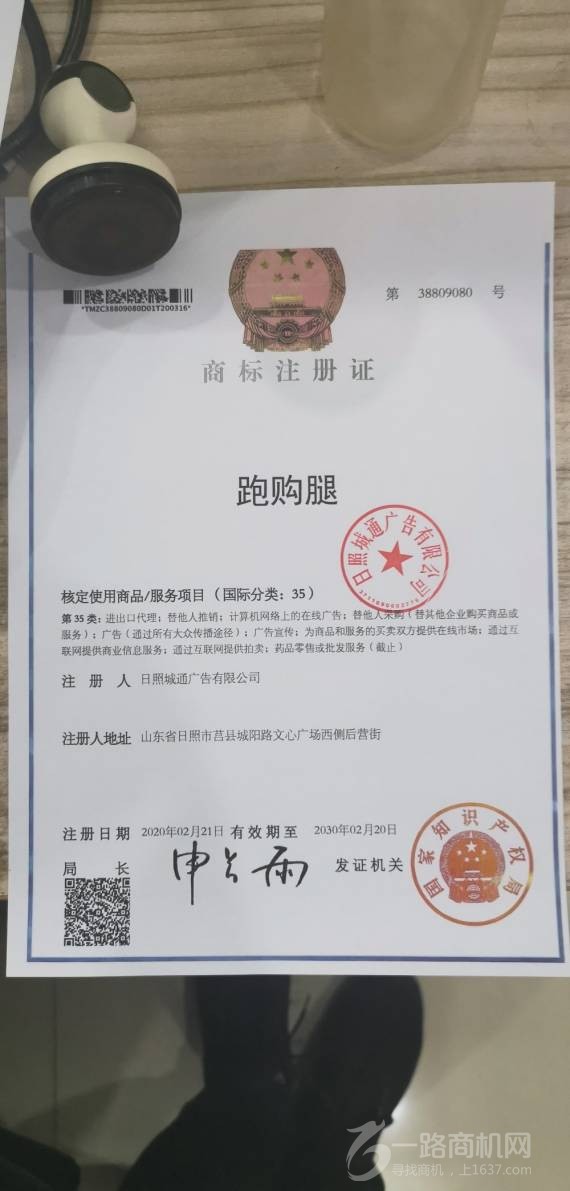 *TMZC38809080D01T200316*
第 38809080 号
商标注册证
跑购腿
日照城通广告有限公司
核定使用商品/服务项目（国际分类：35）
第35类：进出口代理；替他人推销；计算机网络上的在线广告；替他人采购（替其他企业购买商品或
服务）；广告（通过所有大众传播途径）；广告宣传；为商品和服务的买卖双方提供在线市场；通过互
联网提供商业信息服务；通过互联网提供拍卖；药品零售或批发服务（截止）
注册人 日照城通广告有限公司
注册人地址 山东省日照市莒县城阳路文心广场西侧后营街
注册日期 2020年02月21日 有效期至 2030年02月20日
局长 申长雨 发证机关
国家知识产权局
一路商机网
寻找商机，上1637.com